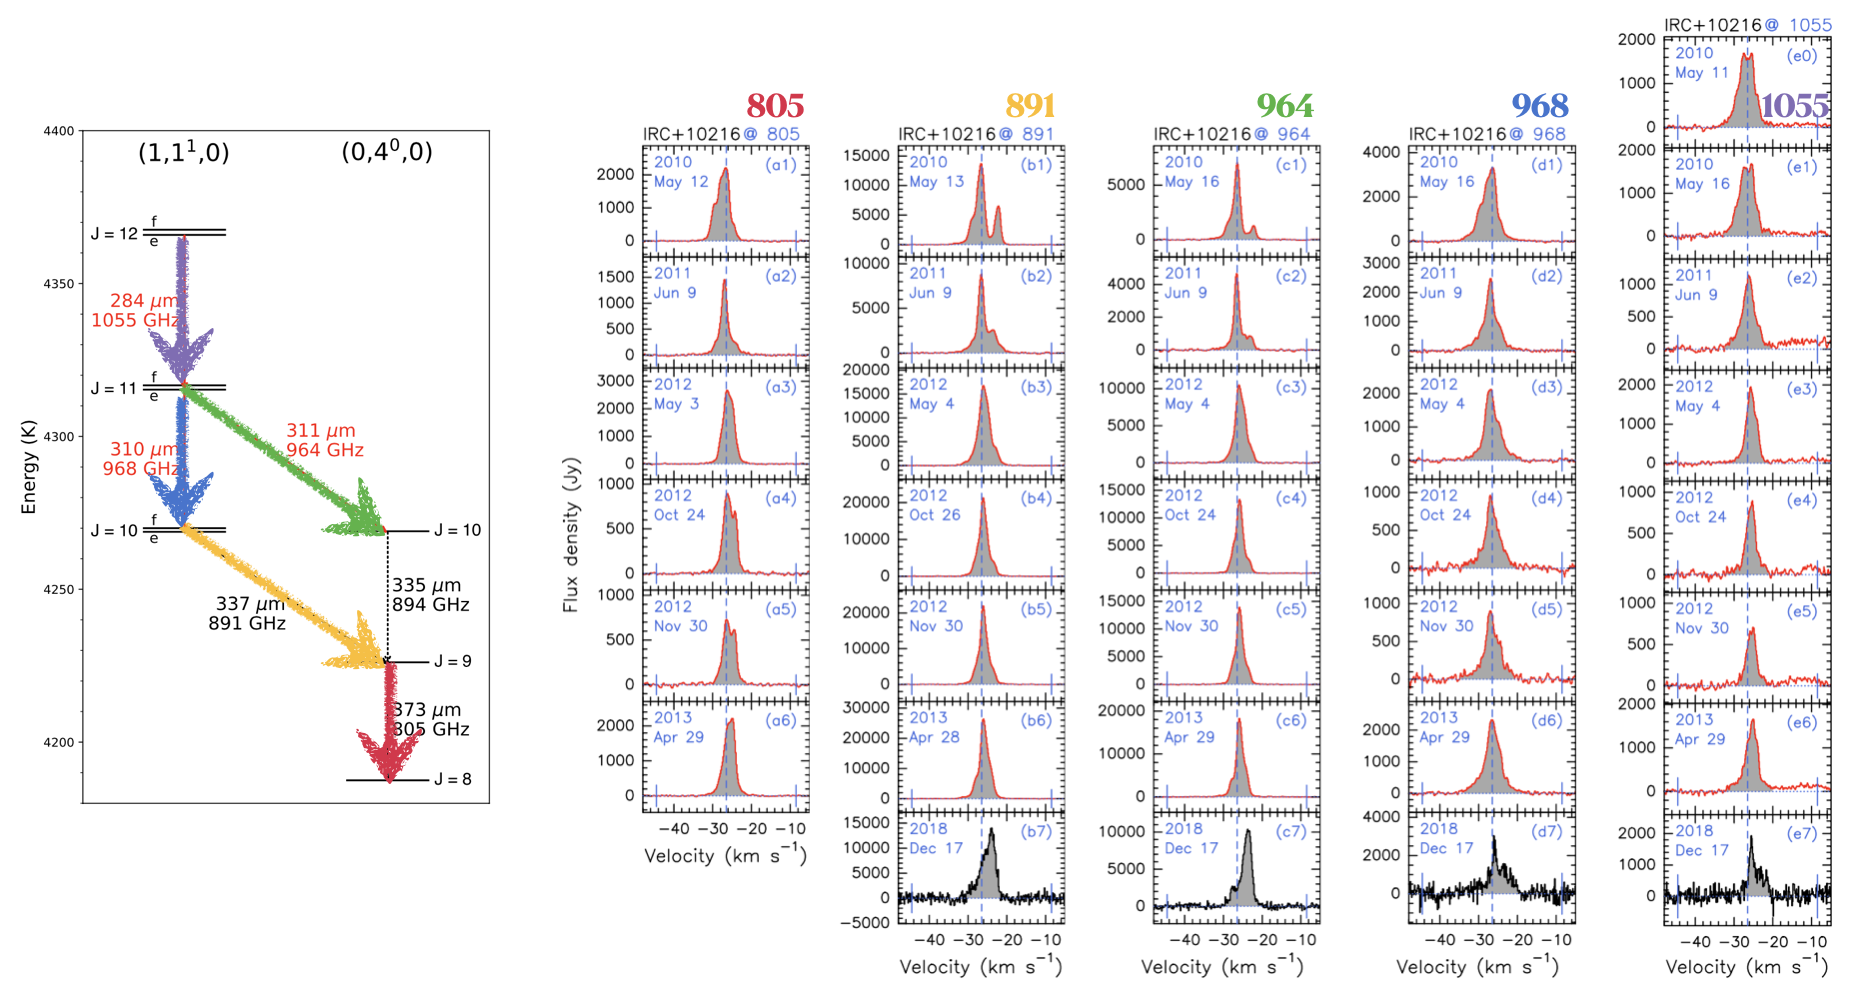 4400
4350
4300
4250
4200
Energy (K)
(1,1¹,0)
(0,4⁰,0)
J = 12
f
e
284 μm
1055 GHz
J = 11
f
e
310 μm
968 GHz
311 μm
964 GHz
J = 10
f
e
J = 10
337 μm
891 GHz
335 μm
894 GHz
J = 9
373 μm
805 GHz
J = 8
Flux density (Jy)
805
IRC+10216@ 805
2010
May 12
(a1)
2000
1000
0
2011
Jun 9
(a2)
1500
1000
500
0
2012
May 3
(a3)
3000
2000
1000
0
2012
Oct 24
(a4)
1000
500
0
2012
Nov 30
(a5)
1000
500
0
2013
Apr 29
(a6)
2000
1000
0
−40 −30 −20 −10
Velocity (km s⁻¹)
891
IRC+10216@ 891
2010
May 13
(b1)
15000
10000
5000
0
2011
Jun 9
(b2)
10000
5000
0
2012
May 4
(b3)
20000
15000
10000
5000
0
2012
Oct 26
(b4)
20000
10000
0
2012
Nov 30
(b5)
20000
10000
0
2013
Apr 28
(b6)
30000
20000
10000
0
2018
Dec 17
(b7)
15000
10000
5000
0
−5000
−40 −30 −20 −10
Velocity (km s⁻¹)
964
IRC+10216@ 964
2010
May 16
(c1)
5000
0
2011
Jun 9
(c2)
4000
2000
0
2012
May 4
(c3)
10000
5000
0
2012
Oct 24
(c4)
15000
10000
5000
0
2012
Nov 30
(c5)
15000
10000
5000
0
2013
Apr 29
(c6)
20000
10000
0
2018
Dec 17
(c7)
10000
5000
0
−40 −30 −20 −10
Velocity (km s⁻¹)
968
IRC+10216@ 968
2010
May 16
(d1)
4000
2000
0
2011
Jun 9
(d2)
3000
2000
1000
0
2012
May 4
(d3)
2000
1000
0
2012
Oct 24
(d4)
1000
500
0
2012
Nov 30
(d5)
1000
500
0
2013
Apr 29
(d6)
2000
1000
0
2018
Dec 17
(d7)
4000
2000
0
−40 −30 −20 −10
Velocity (km s⁻¹)
IRC+10216@ 1055
1055
2010
May 11
(e0)
2000
1000
0
2010
May 16
(e1)
2000
1000
0
2011
Jun 9
(e2)
1000
500
0
2012
May 4
(e3)
2000
1000
0
2012
Oct 24
(e4)
1000
500
0
2012
Nov 30
(e5)
1000
500
0
2013
Apr 29
(e6)
2000
1000
0
2018
Dec 17
(e7)
2000
1000
0
−40 −30 −20 −10
Velocity (km s⁻¹)